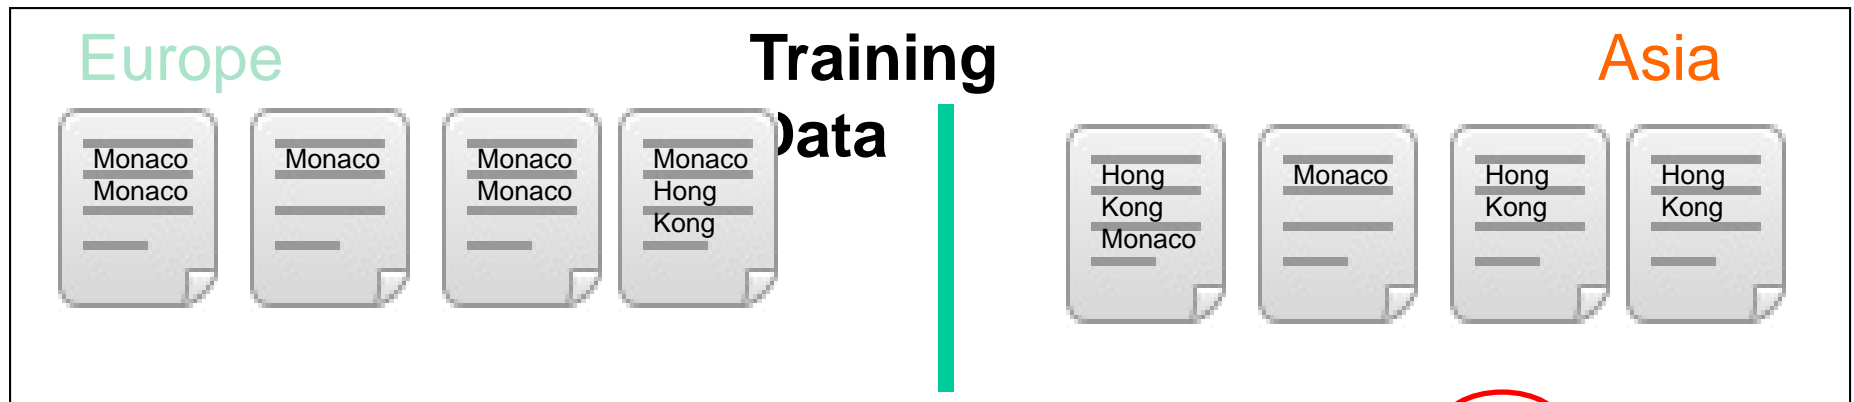 Europe
Training
Data
Asia
Monaco
Monaco
Monaco
Monaco
Monaco
Monaco
Hong
Kong
Hong
Kong
Monaco
Monaco
Hong
Kong
Hong
Kong